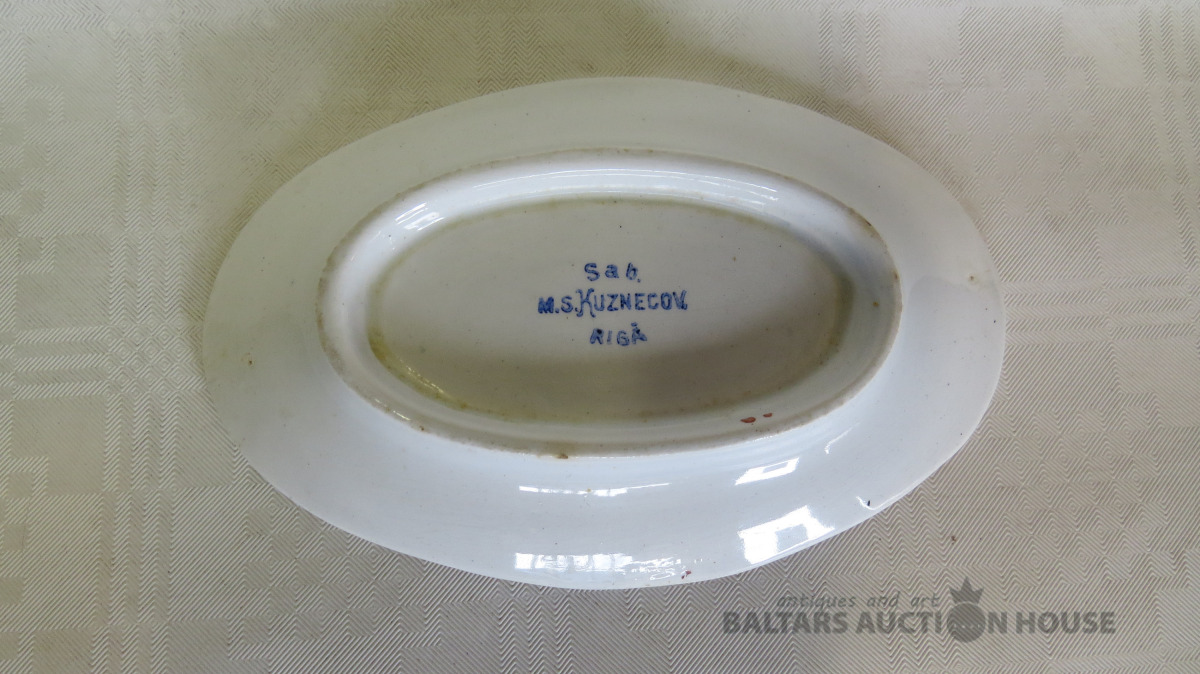 Sab.
M.S. KUZNECOV.
RIGĀ
antiques and art
BALTARS AUCTION HOUSE